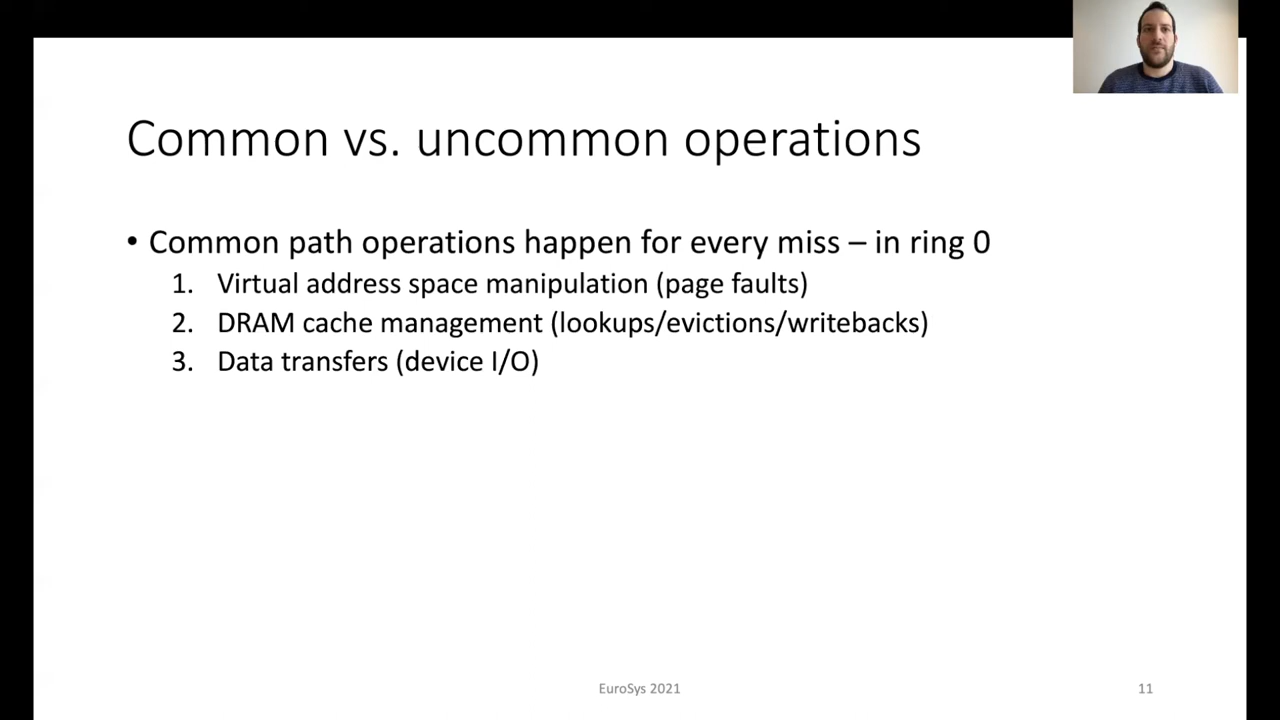 Common vs. uncommon operations
• Common path operations happen for every miss – in ring 0
1. Virtual address space manipulation (page faults)
2. DRAM cache management (lookups/evictions/writebacks)
3. Data transfers (device I/O)
EuroSys 2021
11